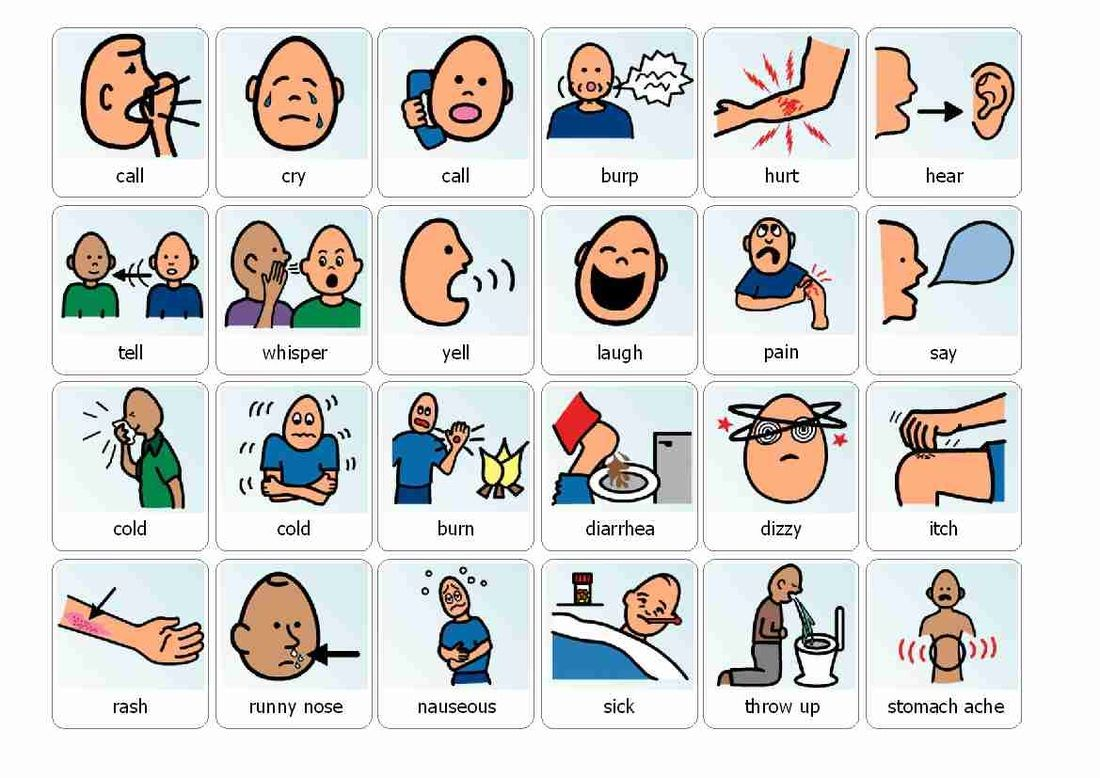 call
cry
call
burp
hurt
hear
tell
whisper
yell
laugh
pain
say
cold
cold
burn
diarrhea
dizzy
itch
rash
runny nose
nauseous
sick
throw up
stomach ache